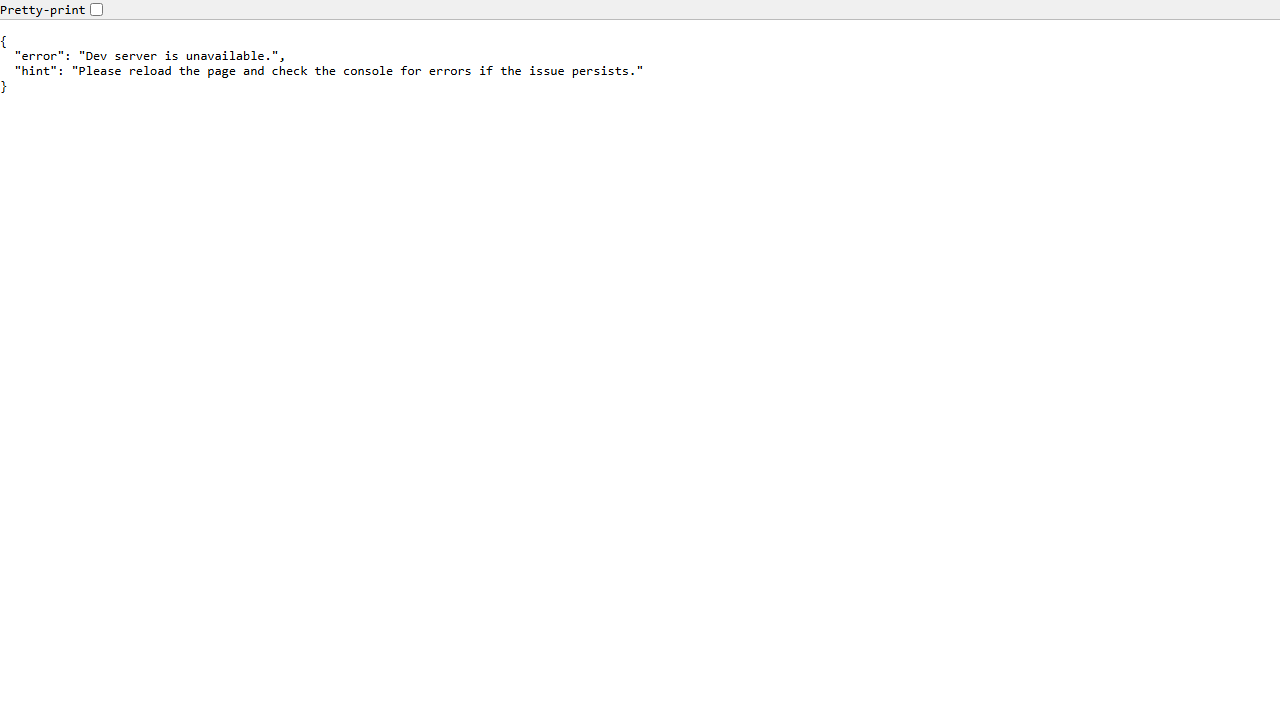 Pretty-print
{
  "error": "Dev server is unavailable.",
  "hint": "Please reload the page and check the console for errors if the issue persists."
}